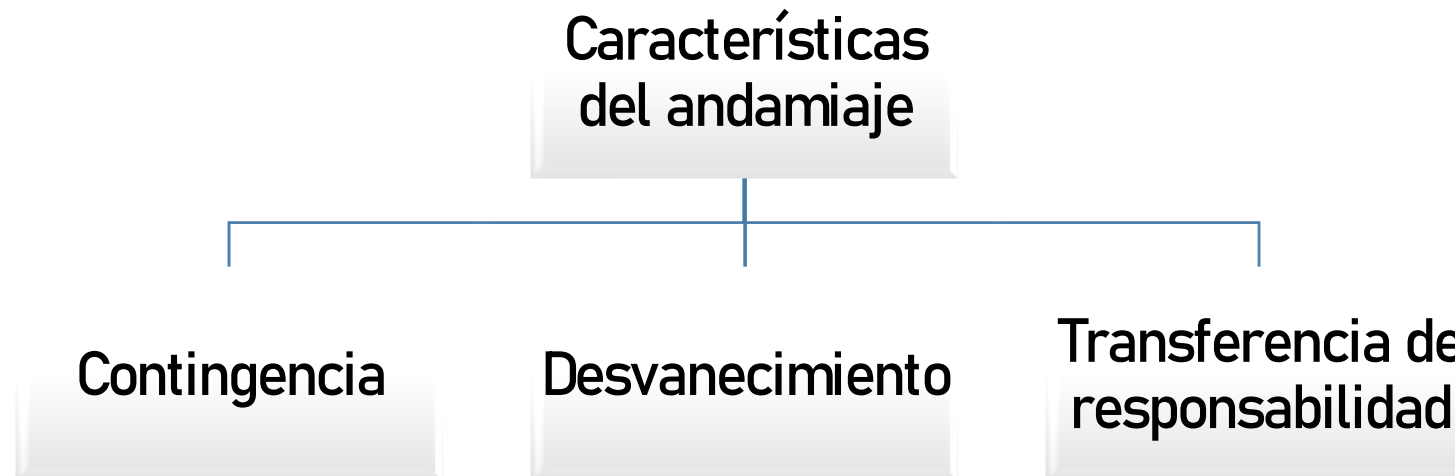 Características
del andamiaje
Contingencia
Desvanecimiento
Transferencia de
responsabilidad